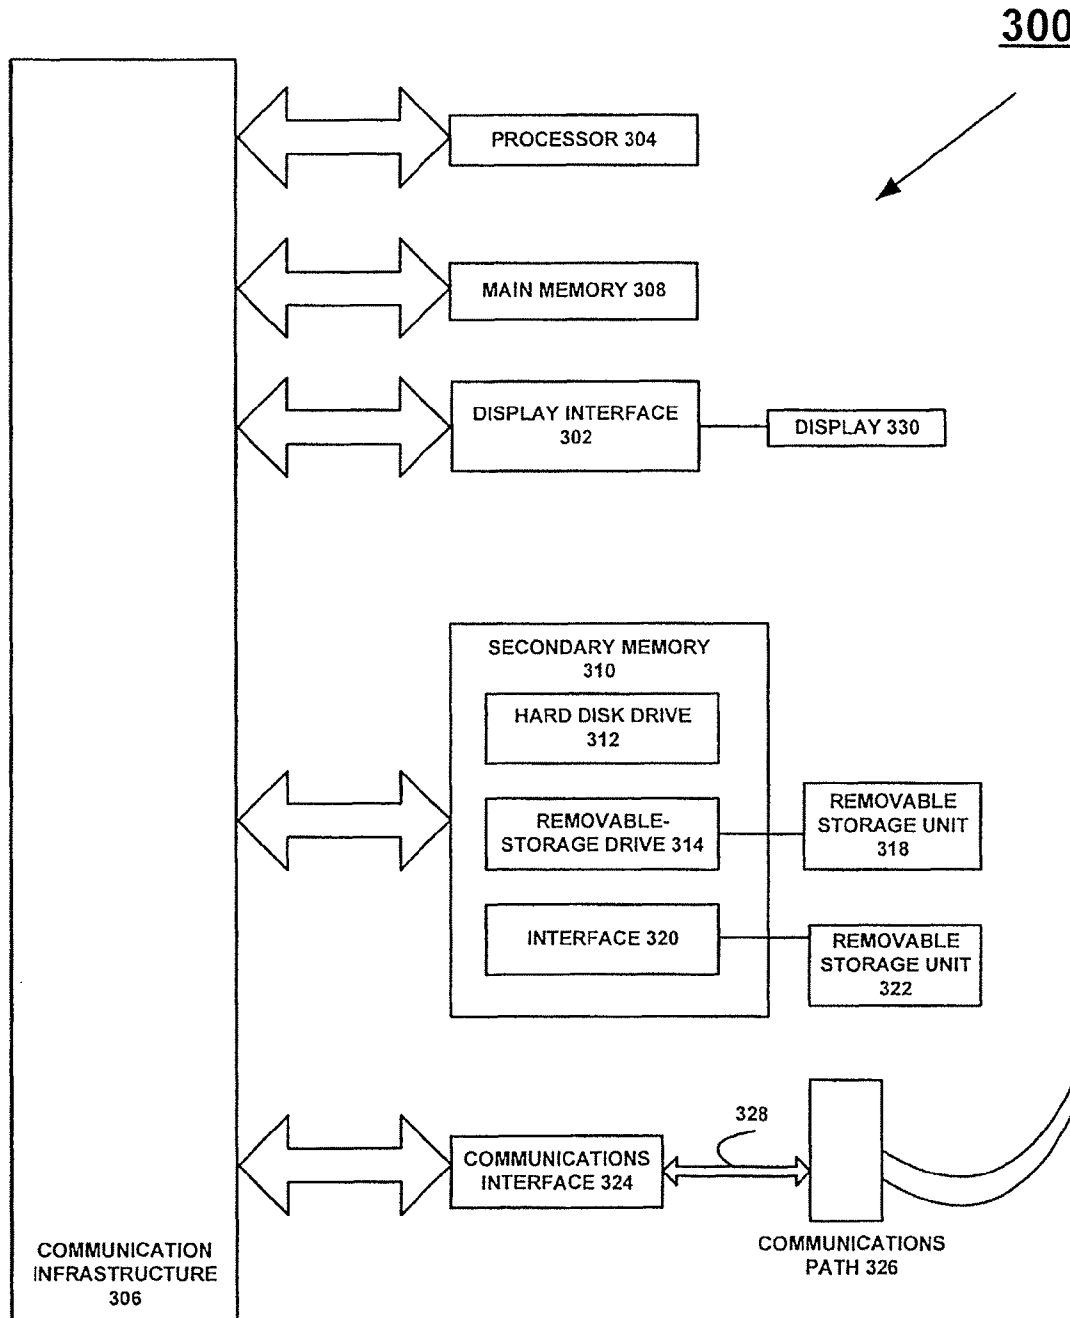 300
PROCESSOR 304
MAIN MEMORY 308
DISPLAY INTERFACE
302
DISPLAY 330
SECONDARY MEMORY
310
HARD DISK DRIVE
312
REMOVABLE-
STORAGE DRIVE 314
REMOVABLE
STORAGE UNIT
318
INTERFACE 320
REMOVABLE
STORAGE UNIT
322
328
COMMUNICATIONS
INTERFACE 324
COMMUNICATIONS
PATH 326
COMMUNICATION
INFRASTRUCTURE
306